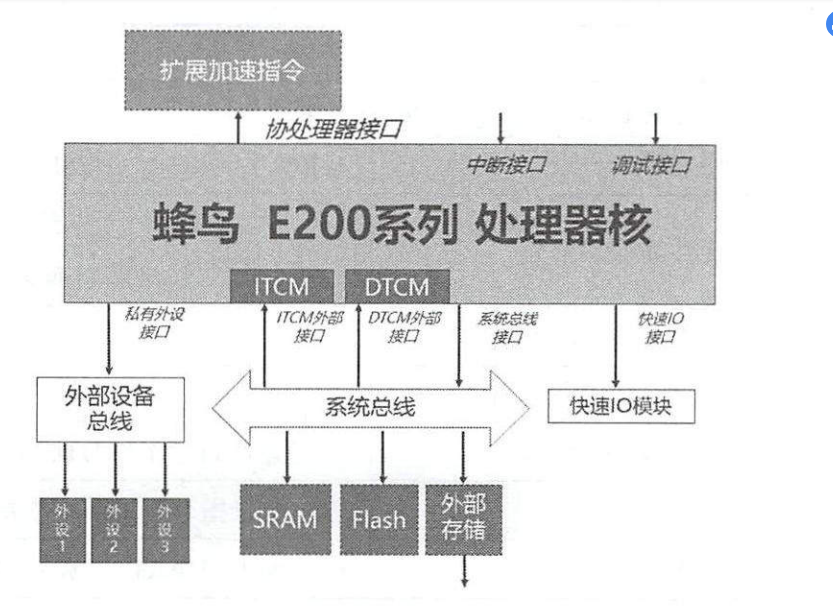 扩展加速指令
协处理器接口
中断接口
调试接口
蜂鸟 E200系列 处理器核
ITCM
DTCM
私有外设
接口
ITCM外部
接口
DTCM外部
接口
系统总线
接口
快速IO
接口
外部设备
总线
系统总线
快速IO模块
外
设
1
外
设
2
外
设
3
SRAM
Flash
外部
存储